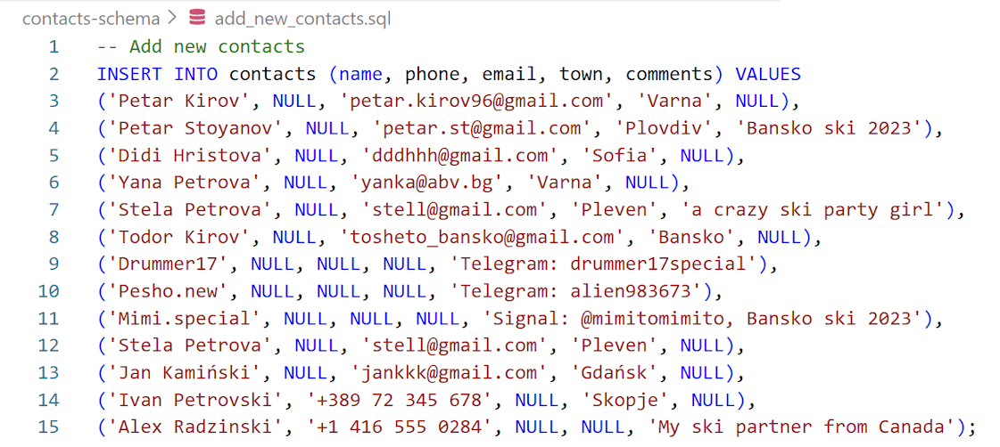 contacts-schema > add_new_contacts.sql
1 -- Add new contacts
2 INSERT INTO contacts (name, phone, email, town, comments) VALUES
3 ('Petar Kirov', NULL, 'petar.kirov96@gmail.com', 'Varna', NULL),
4 ('Petar Stoyanov', NULL, 'petar.st@gmail.com', 'Plovdiv', 'Bansko ski 2023'),
5 ('Didi Hristova', NULL, 'dddhhh@gmail.com', 'Sofia', NULL),
6 ('Yana Petrova', NULL, 'yanka@abv.bg', 'Varna', NULL),
7 ('Stela Petrova', NULL, 'stell@gmail.com', 'Pleven', 'a crazy ski party girl'),
8 ('Todor Kirov', NULL, 'tosheto_bansko@gmail.com', 'Bansko', NULL),
9 ('Drummer17', NULL, NULL, NULL, 'Telegram: drummer17special'),
10 ('Pesho.new', NULL, NULL, NULL, 'Telegram: alien983673'),
11 ('Mimi.special', NULL, NULL, NULL, 'Signal: @mimitomimito, Bansko ski 2023'),
12 ('Stela Petrova', NULL, 'stell@gmail.com', 'Pleven', NULL),
13 ('Jan Kamiński', NULL, 'jankkk@gmail.com', 'Gdańsk', NULL),
14 ('Ivan Petrovski', '+389 72 345 678', NULL, 'Skopje', NULL),
15 ('Alex Radzinski', '+1 416 555 0284', NULL, NULL, 'My ski partner from Canada');